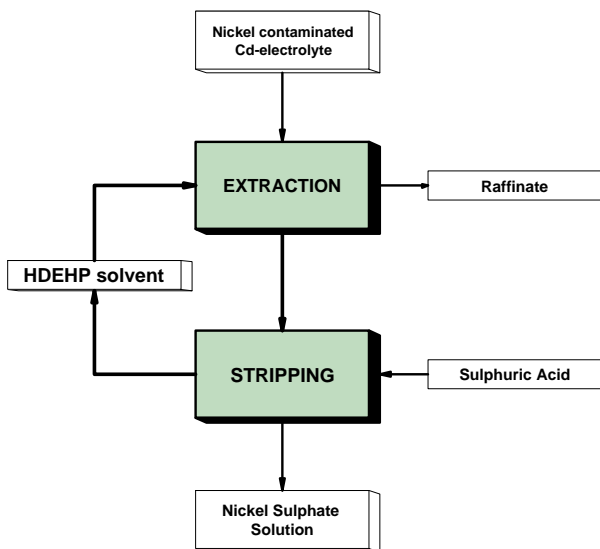 Nickel contaminated
Cd-electrolyte
EXTRACTION
Raffinate
HDEHP solvent
STRIPPING
Sulphuric Acid
Nickel Sulphate
Solution